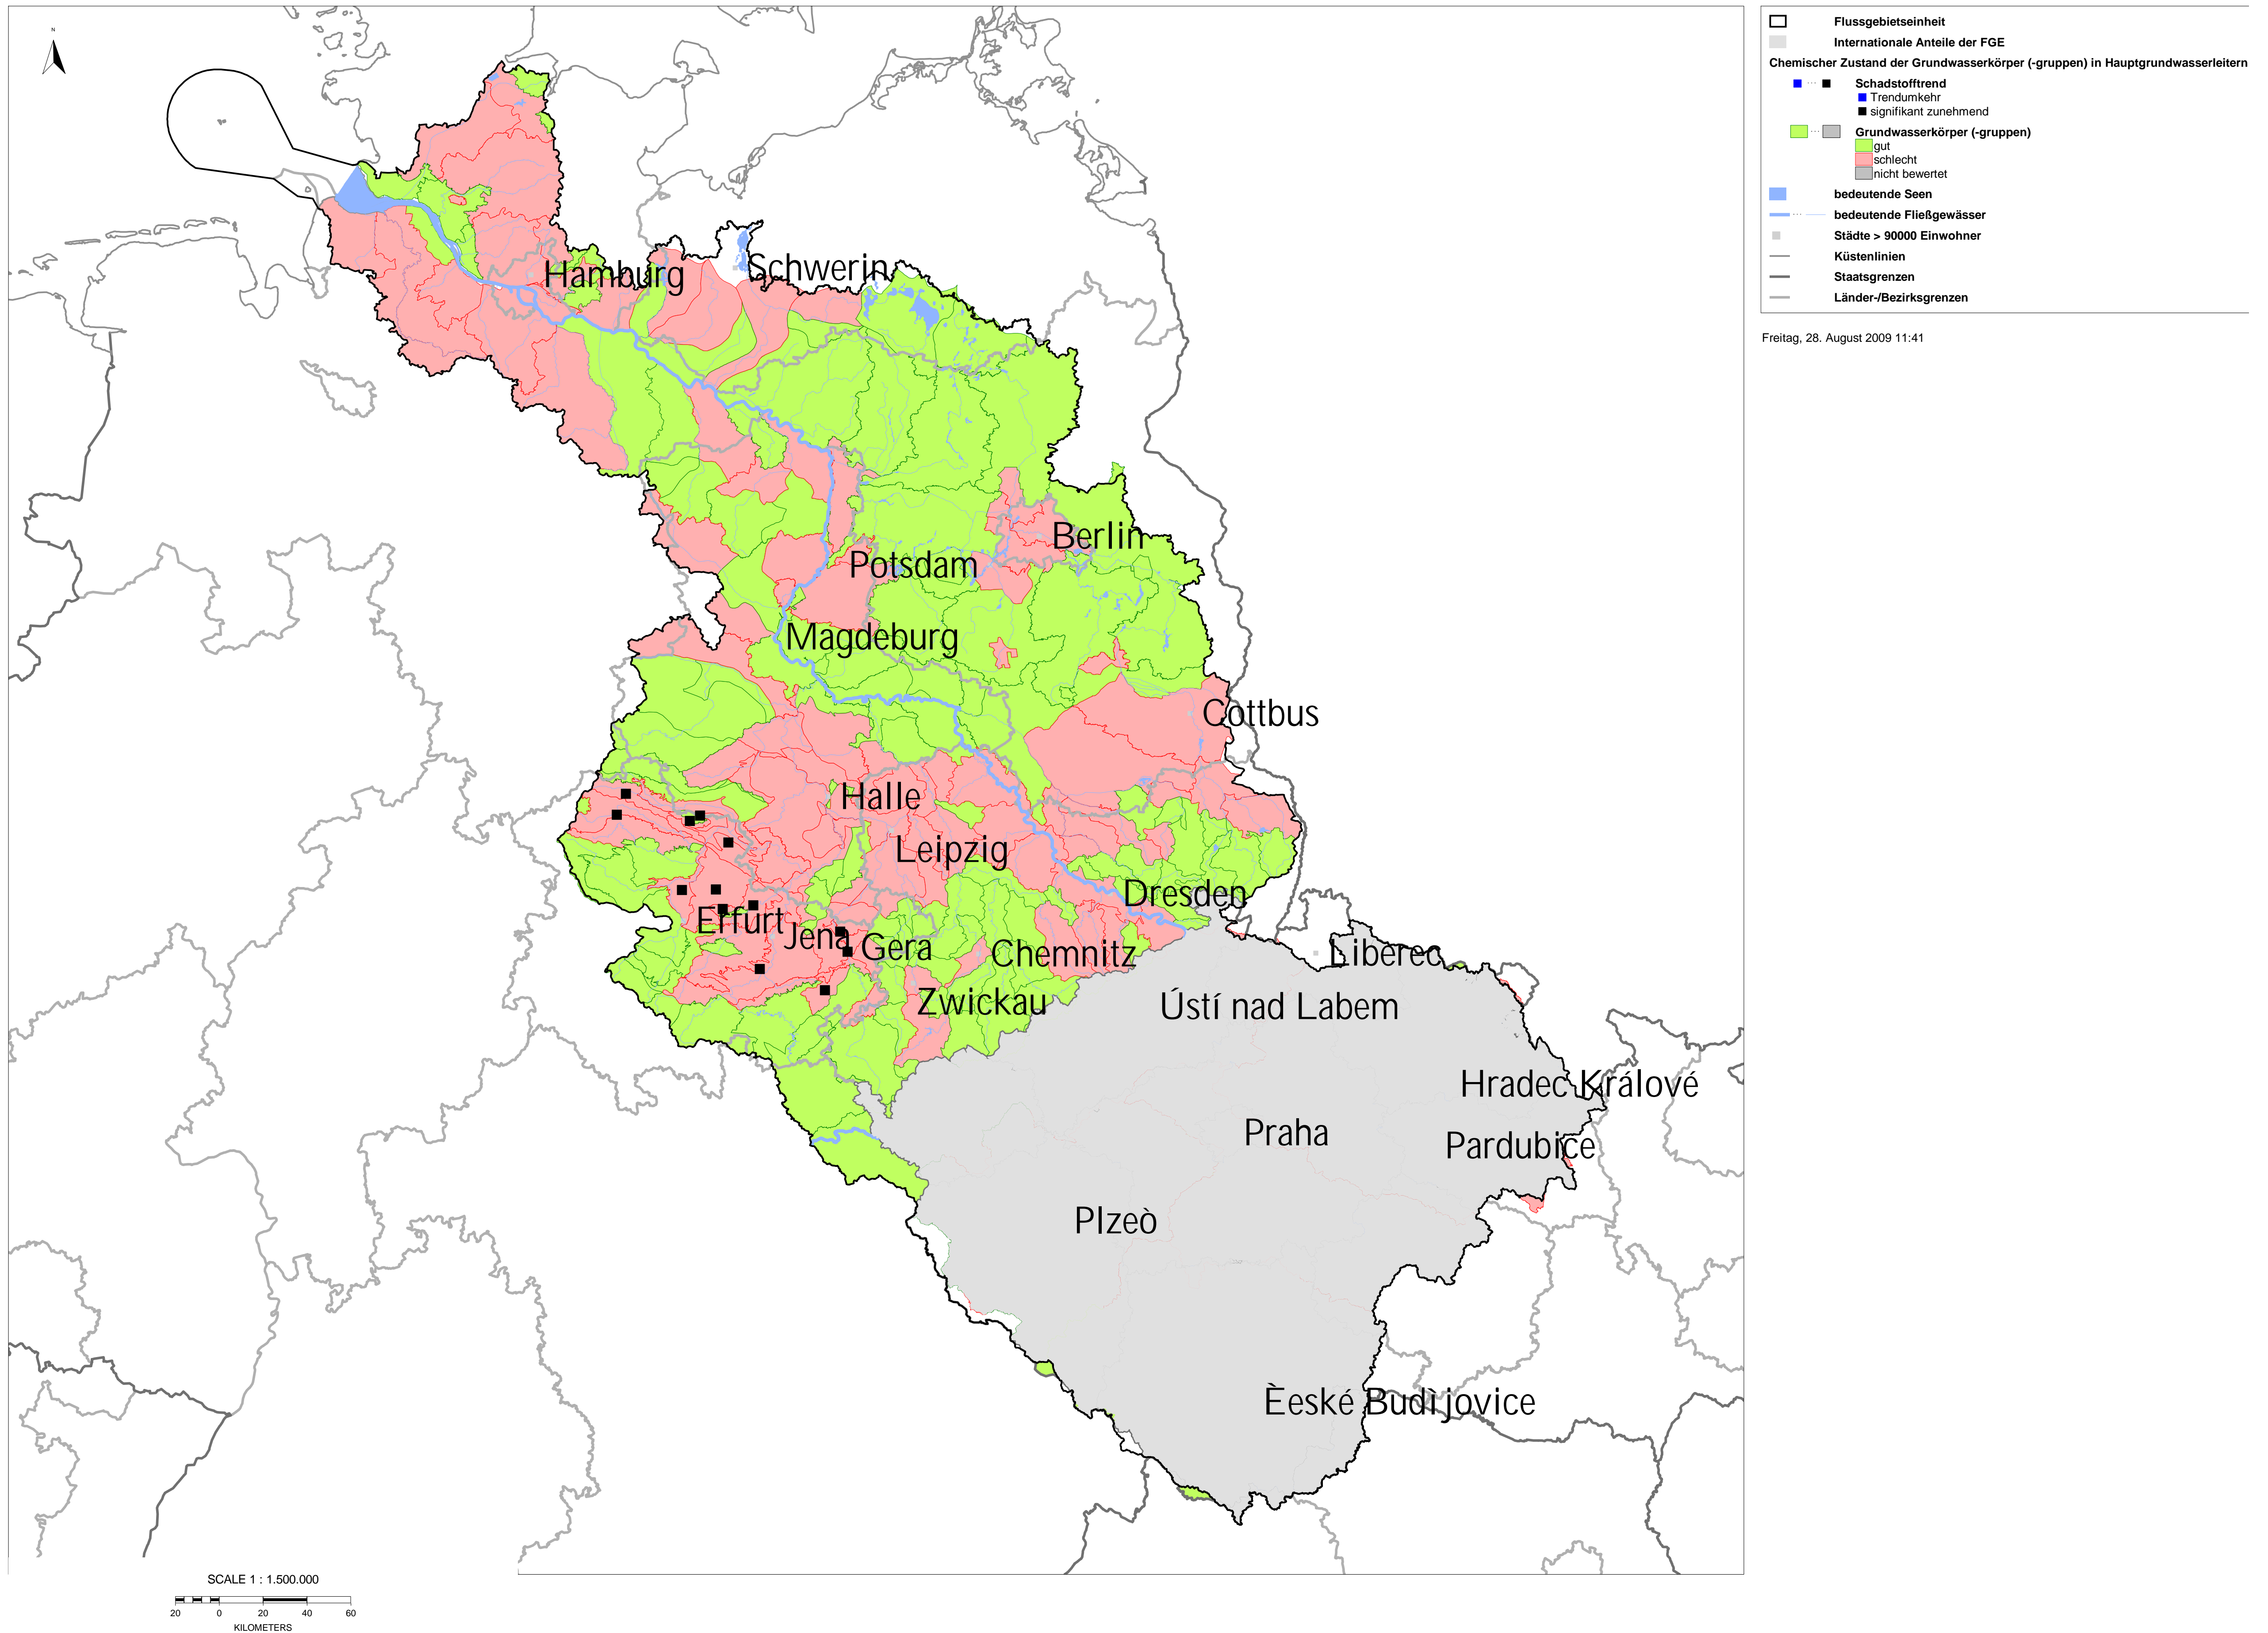 N
Hamburg
Schwerin
Berlin
Potsdam
Magdeburg
Cottbus
Halle
Leipzig
Dresden
Erfurt
Jena
Gera
Chemnitz
Liberec
Zwickau
Ústí nad Labem
Hradec Králové
Praha
Pardubice
Plzeò
Èeské Budìjovice
SCALE 1 : 1.500.000
20 0 20 40 60
KILOMETERS
Flussgebietseinheit
Internationale Anteile der FGE
Chemischer Zustand der Grundwasserkörper (-gruppen) in Hauptgrundwasserleitern
Schadstofftrend
Trendumkehr
signifikant zunehmend
Grundwasserkörper (-gruppen)
gut
schlecht
nicht bewertet
bedeutende Seen
bedeutende Fließgewässer
Städte > 90000 Einwohner
Küstenlinien
Staatsgrenzen
Länder-/Bezirksgrenzen
Freitag, 28. August 2009 11:41